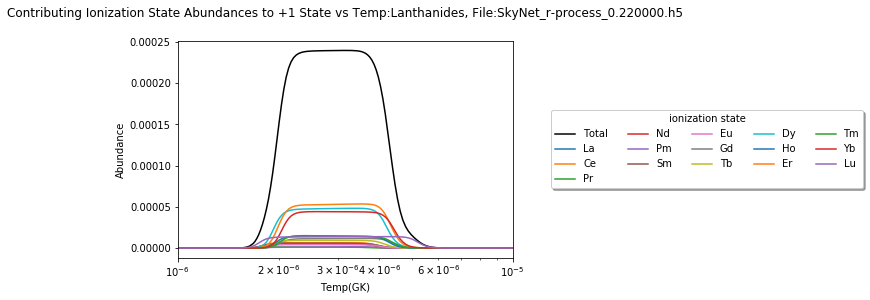 Contributing Ionization State Abundances to +1 State vs Temp:Lanthanides, File:SkyNet_r-process_0.220000.h5
0.00025
0.00020
0.00015
0.00010
0.00005
0.00000
Abundance
10⁻⁶
2 × 10⁻⁶
3 × 10⁻⁶
4 × 10⁻⁶
6 × 10⁻⁶
10⁻⁵
Temp(GK)
ionization state
Total Nd Eu Dy Tm
La Pm Gd Ho Yb
Ce Sm Tb Er Lu
Pr